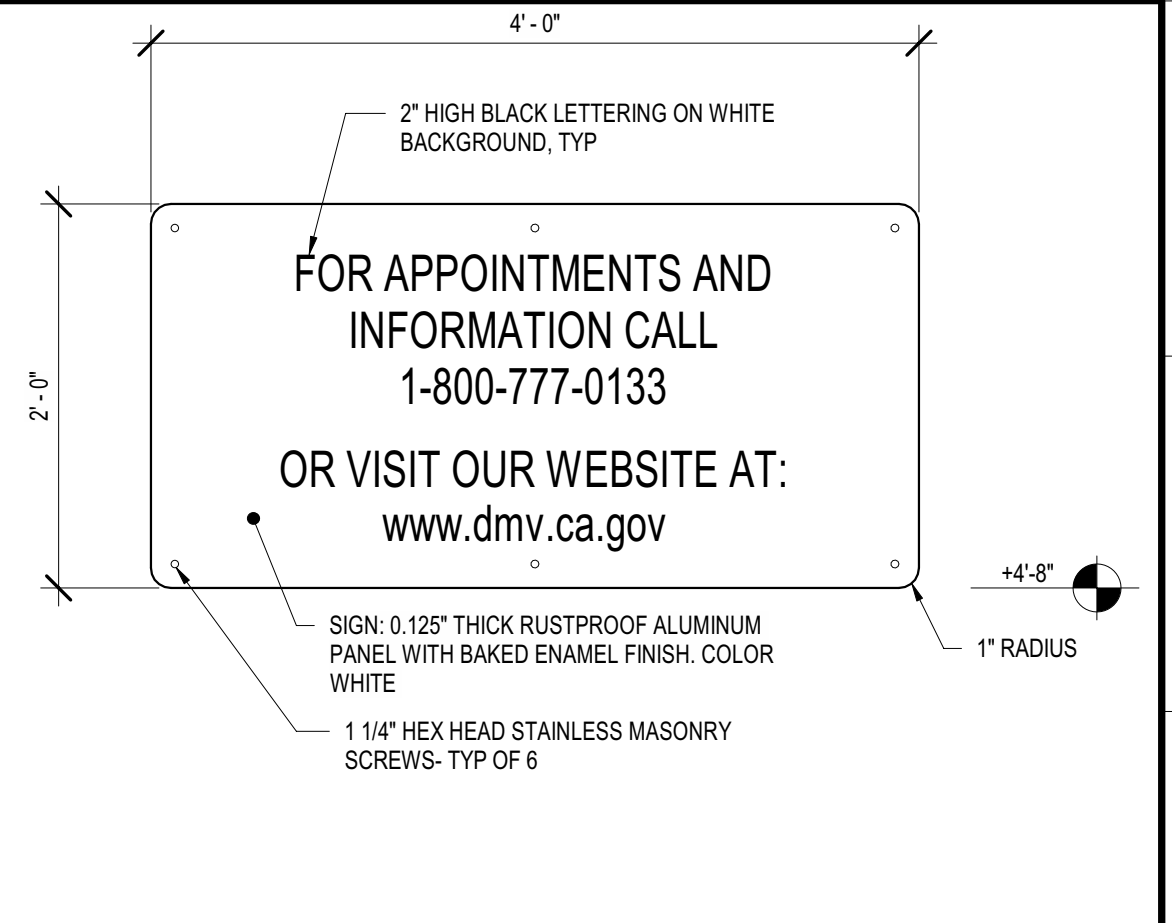 4' - 0"
2" HIGH BLACK LETTERING ON WHITE
BACKGROUND, TYP
FOR APPOINTMENTS AND
INFORMATION CALL
1-800-777-0133
OR VISIT OUR WEBSITE AT:
www.dmv.ca.gov
2' - 0"
+4'-8"
1" RADIUS
SIGN: 0.125" THICK RUSTPROOF ALUMINUM
PANEL WITH BAKED ENAMEL FINISH. COLOR
WHITE
1 1/4" HEX HEAD STAINLESS MASONRY
SCREWS- TYP OF 6